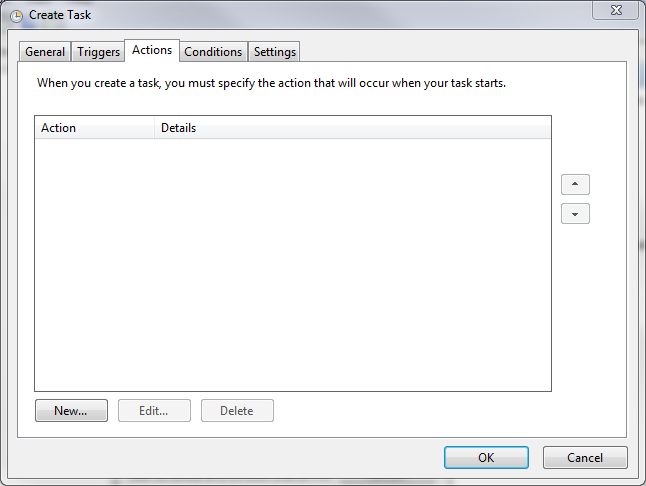 Create Task
General Triggers Actions Conditions Settings
When you create a task, you must specify the action that will occur when your task starts.
Action Details
New... Edit... Delete
OK Cancel